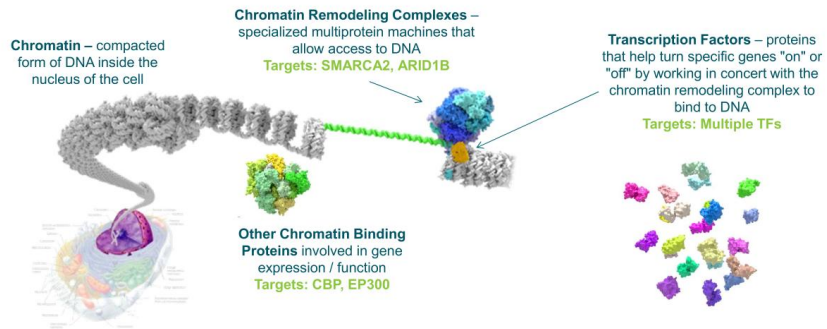 Chromatin – compacted
form of DNA inside the
nucleus of the cell
Chromatin Remodeling Complexes –
specialized multiprotein machines that
allow access to DNA
Targets: SMARCA2, ARID1B
Transcription Factors – proteins
that help turn specific genes "on" or
"off" by working in concert with the
chromatin remodeling complex to
bind to DNA
Targets: Multiple TFs
Other Chromatin Binding
Proteins involved in gene
expression / function
Targets: CBP, EP300